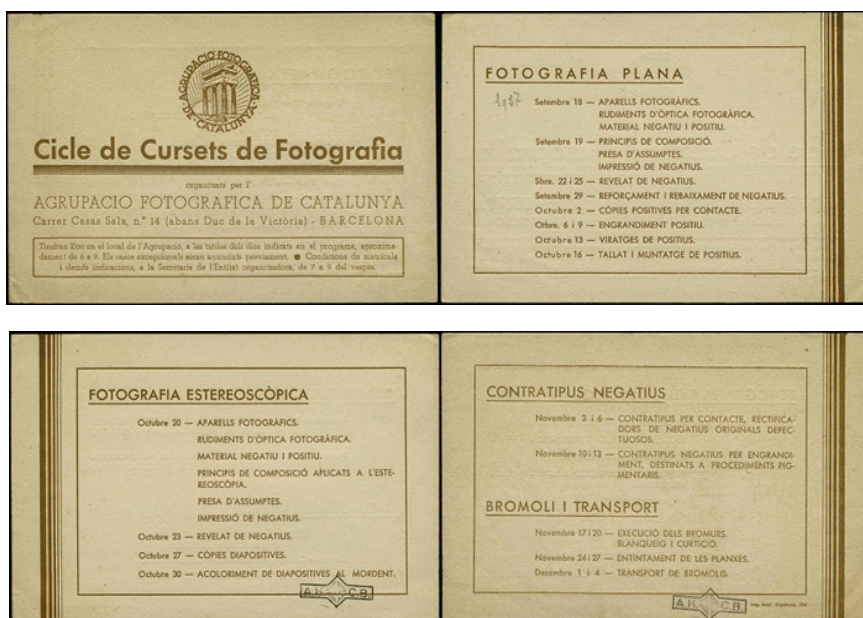 AGRUPACIÓ FOTOGRÀFICA
DE CATALUNYA
Cicle de Cursets de Fotografia
organitzats per l'
AGRUPACIO FOTOGRAFICA DE CATALUNYA
Carrer Casas Sala, n.º 14 (abans Duc de la Victòria) - BARCELONA
Tindran lloc en el local de l'Agrupació, a les tardes dels dies indicats en el programa, aproxima-
dament de 6 a 9. Els casos excepcionals seran anunciats prèviament. ● Condicions de matrícula
i demés indicacions, a la Secretaria de l'Entitat organitzadora, de 7 a 9 del vespre.
FOTOGRAFIA PLANA
1937
Setembre 18 — APARELLS FOTOGRÀFICS.
RUDIMENTS D'ÒPTICA FOTOGRÀFICA.
MATERIAL NEGATIU I POSITIU.
Setembre 19 — PRINCIPIS DE COMPOSICIÓ.
PRESA D'ASSUMPTES.
IMPRESSIÓ DE NEGATIUS.
Sbre. 22 i 25 — REVELAT DE NEGATIUS.
Setembre 29 — REFORÇAMENT I REBAIXAMENT DE NEGATIUS.
Octubre 2 — CÒPIES POSITIVES PER CONTACTE.
Otbre. 6 i 9 — ENGRANDIMENT POSITIU.
Octubre 13 — VIRATGES DE POSITIUS.
Octubre 16 — TALLAT I MUNTATGE DE POSITIUS.
FOTOGRAFIA ESTEREOSCÒPICA
Octubre 20 — APARELLS FOTOGRÀFICS.
RUDIMENTS D'ÒPTICA FOTOGRÀFICA.
MATERIAL NEGATIU I POSITIU.
PRINCIPIS DE COMPOSICIÓ APLICATS A L'ESTE-
REOSCÒPIA.
PRESA D'ASSUMPTES.
IMPRESSIÓ DE NEGATIUS.
Octubre 23 — REVELAT DE NEGATIUS.
Octubre 27 — CÒPIES DIAPOSITIVES.
Octubre 30 — ACOLORIMENT DE DIAPOSITIVES AL MORDENT.
A.H. C.B.
CONTRATIPUS NEGATIUS
Novembre 3 i 6 — CONTRATIPUS PER CONTACTE, RECTIFICA-
DORS DE NEGATIUS ORIGINALS DEFEC-
TUOSOS.
Novembre 10 i 13 — CONTRATIPUS NEGATIUS PER ENGRANDI-
MENT, DESTINATS A PROCEDIMENTS PIG-
MENTARIS.
BROMOLI I TRANSPORT
Novembre 17 i 20 — EXECUCIÓ DELS BROMURS.
BLANQUEIG I CURTICIÓ.
Novembre 24 i 27 — ENTINTAMENT DE LES PLANXES.
Desembre 1 i 4 — TRANSPORT DE BROMOLIS.
A.H. C.B.